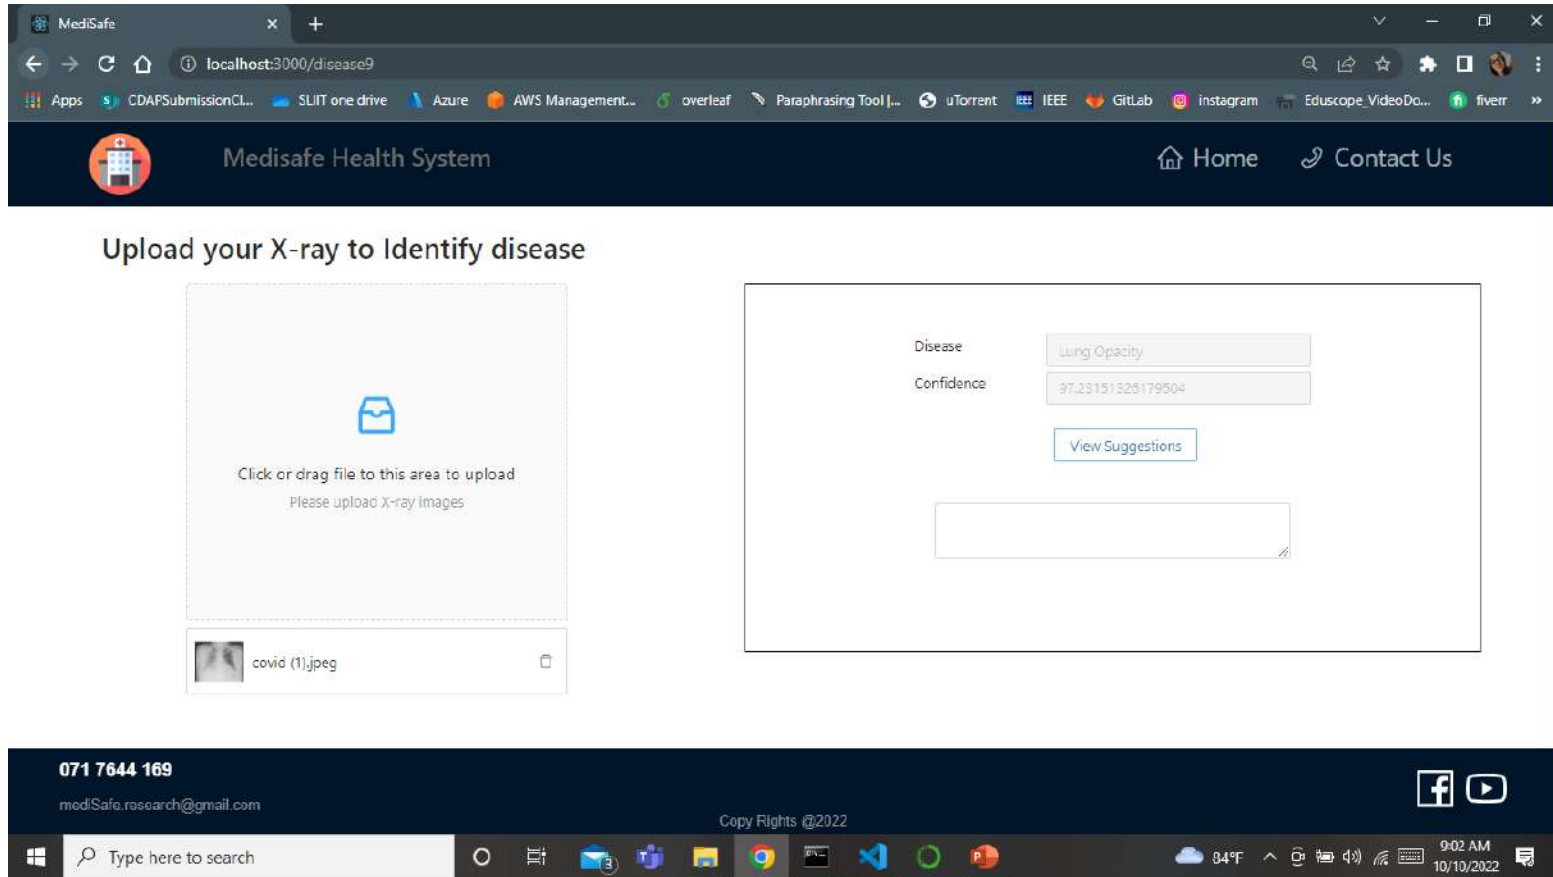 MediSafe
localhost:3000/disease9
Apps CDAPSubmissionCl... SLIIT one drive Azure AWS Management... overleaf Paraphrasing Tool |... uTorrent IEEE GitLab instagram Eduscope_VideoDo... fiverr »
Medisafe Health System Home Contact Us
Upload your X-ray to Identify disease
Click or drag file to this area to upload
Please upload X-ray images
covid (1).jpeg
Disease Lung Opacity
Confidence 97.28151326179504
View Suggestions
071 7644 169
mediSafe.research@gmail.com
Copy Rights @2022
Type here to search
84°F
9:02 AM
10/10/2022